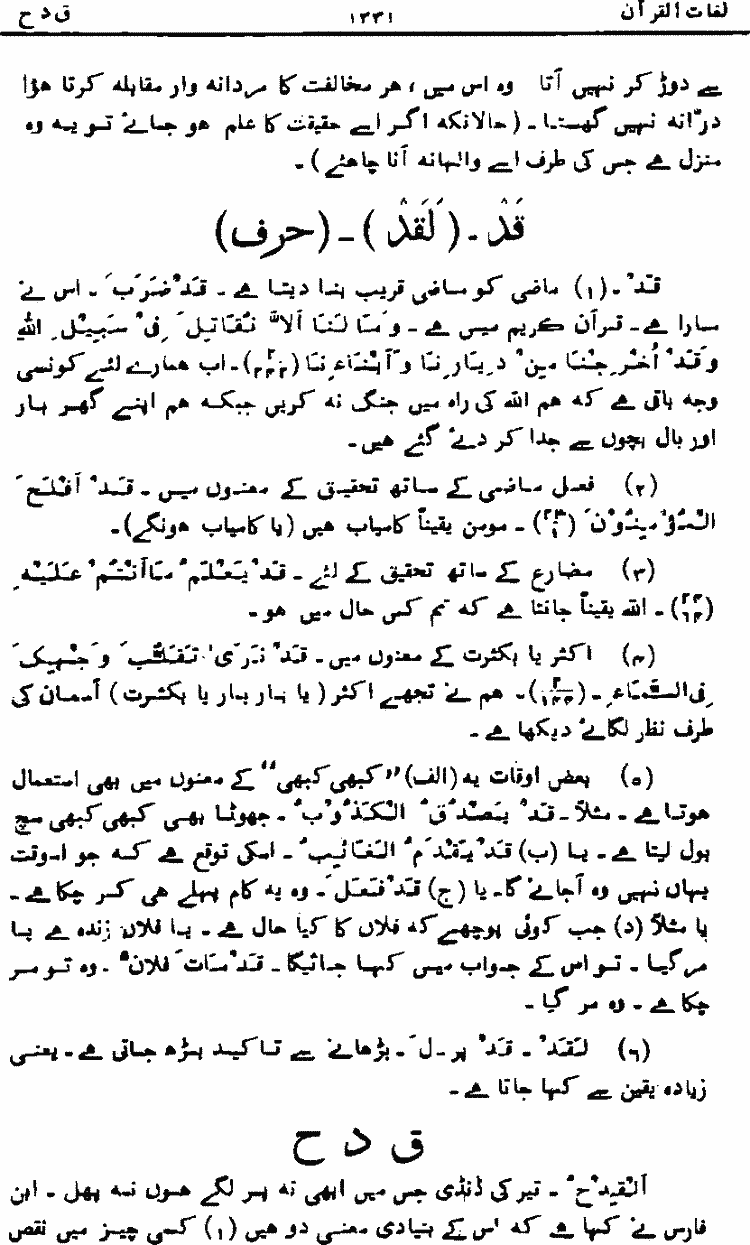 لغات القرآن ۱۳۳۱ ق د ح
سے دوڑ کر نہیں آتا وہ اس میں ، ہر مخالفت کا مردانہ وار مقابلہ کرتا ہؤا
درّانہ نہیں گھستا ۔ (حالانکہ اگر اسے حقیقت کا علم ہو جائے تو یہ وہ
منزل ہے جس کی طرف اسے والہانہ آنا چاہئے) ۔
قَدْ ۔ (لَقَدْ) ۔ (حرف)
قَدْ ۔ (۱) ماضی کو ماضی قریب بنا دیتا ہے ۔ قَدْ ضَرَبَ ۔ اس نے
مارا ہے ۔ قرآن کریم میں ہے ۔ وَمَا لَنَا اَلَّا نُقَاتِلَ فِیْ سَبِیْلِ اللہِ
وَقَدْ اُخْرِجْنَا مِنْ دِیَارِنَا وَاَبْنَاءِنَا (۲/۲۴۶) ۔ اب ہمارے لئے کونسی
وجہ باقی ہے کہ ہم اللہ کی راہ میں جنگ نہ کریں جبکہ ہم اپنے گھر بار
اور بال بچوں سے جدا کر دئے گئے ہیں ۔
(۲) فعل ماضی کے ساتھ تحقیق کے معنوں میں ۔ قَدْ اَفْلَحَ
الْمُؤْمِنُوْنَ (۲۳/۱) ۔ مومن یقیناً کامیاب ہیں (یا کامیاب ہونگے) ۔
(۳) مضارع کے ساتھ تحقیق کے لئے ۔ قَدْ یَعْلَمُ مَا اَنْتُمْ عَلَیْہِ
(۲۴/۶۴) ۔ اللہ یقیناً جانتا ہے کہ تم کس حال میں ہو ۔
(۴) اکثر یا بکثرت کے معنوں میں ۔ قَدْ نَرٰی تَقَلُّبَ وَجْہِکَ
فِی السَّمَاءِ ۔ (۲/۱۴۴) ۔ ہم نے تجھے اکثر (یا بار بار یا بکثرت) آسمان کی
طرف نظر لگائے دیکھا ہے ۔
(۵) بعض اوقات یہ (الف) ”کبھی کبھی“ کے معنوں میں بھی استعمال
ہوتا ہے ۔ مثلاً ۔ قَدْ یَصْدُقُ الْکَذُوْبُ ۔ جھوٹا بھی کبھی کبھی سچ
بول لیتا ہے ۔ یا (ب) قَدْ یَقْدَمُ الْغَائِبُ ۔ اسکی توقع ہے کہ جو اسوقت
یہاں نہیں وہ آجائے گا۔ یا (ج) قَدْ فَعَلَ ۔ وہ یہ کام پہلے ہی کر چکا ہے ۔
یا مثلاً (د) جب کوئی پوچھے کہ فلاں کا کیا حال ہے ۔ یا فلاں زندہ ہے یا
مر گیا ۔ تو اس کے جواب میں کہا جائیگا ۔ قَدْ مَاتَ فُلَانٌ ۔ وہ تو مر
چکا ہے ۔ وہ مر گیا ۔
(۶) لَقَدْ ۔ قَدْ پر ۔ لَ ۔ بڑھانے سے تاکید بڑھ جاتی ہے ۔ یعنی
زیادہ یقین سے کہا جاتا ہے ۔
ق د ح
اَلْقِدْحُ ۔ تیر کی ڈنڈی جس میں ابھی نہ پر لگے ہوں نہ پھل ۔ ابن
فارس نے کہا ہے کہ اس کے بنیادی معنی دو ہیں (۱) کسی چیز میں نقص